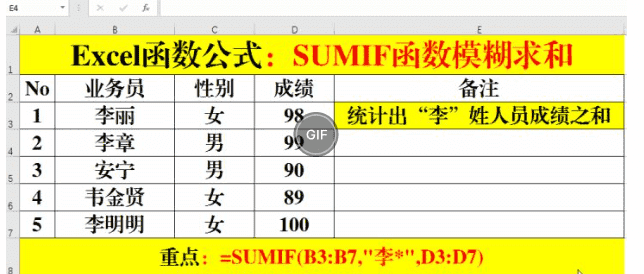 E4 fx
A B C D E
1 Excel函数公式：SUMIF函数模糊求和
2 No 业务员 性别 成绩 备注
3 1 李丽 女 98 统计出“李”姓人员成绩之和
GIF
4 2 李章 男 99
5 3 安宁 男 90
6 4 韦金贤 女 89
7 5 李明明 女 100
8 重点：=SUMIF(B3:B7,"李*",D3:D7)